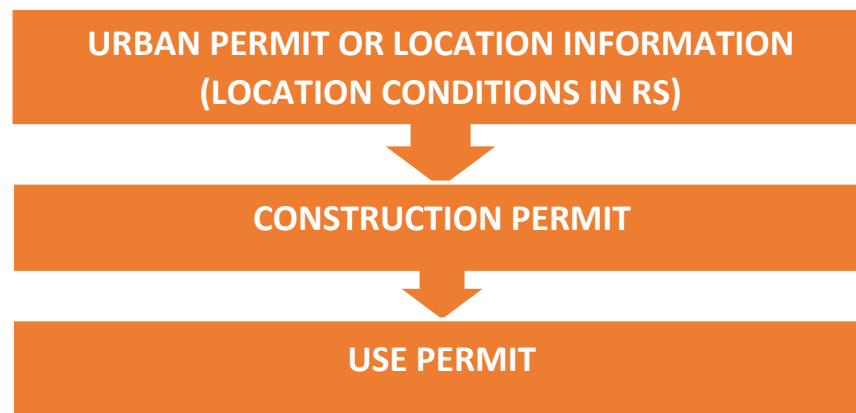 URBAN PERMIT OR LOCATION INFORMATION
(LOCATION CONDITIONS IN RS)
CONSTRUCTION PERMIT
USE PERMIT